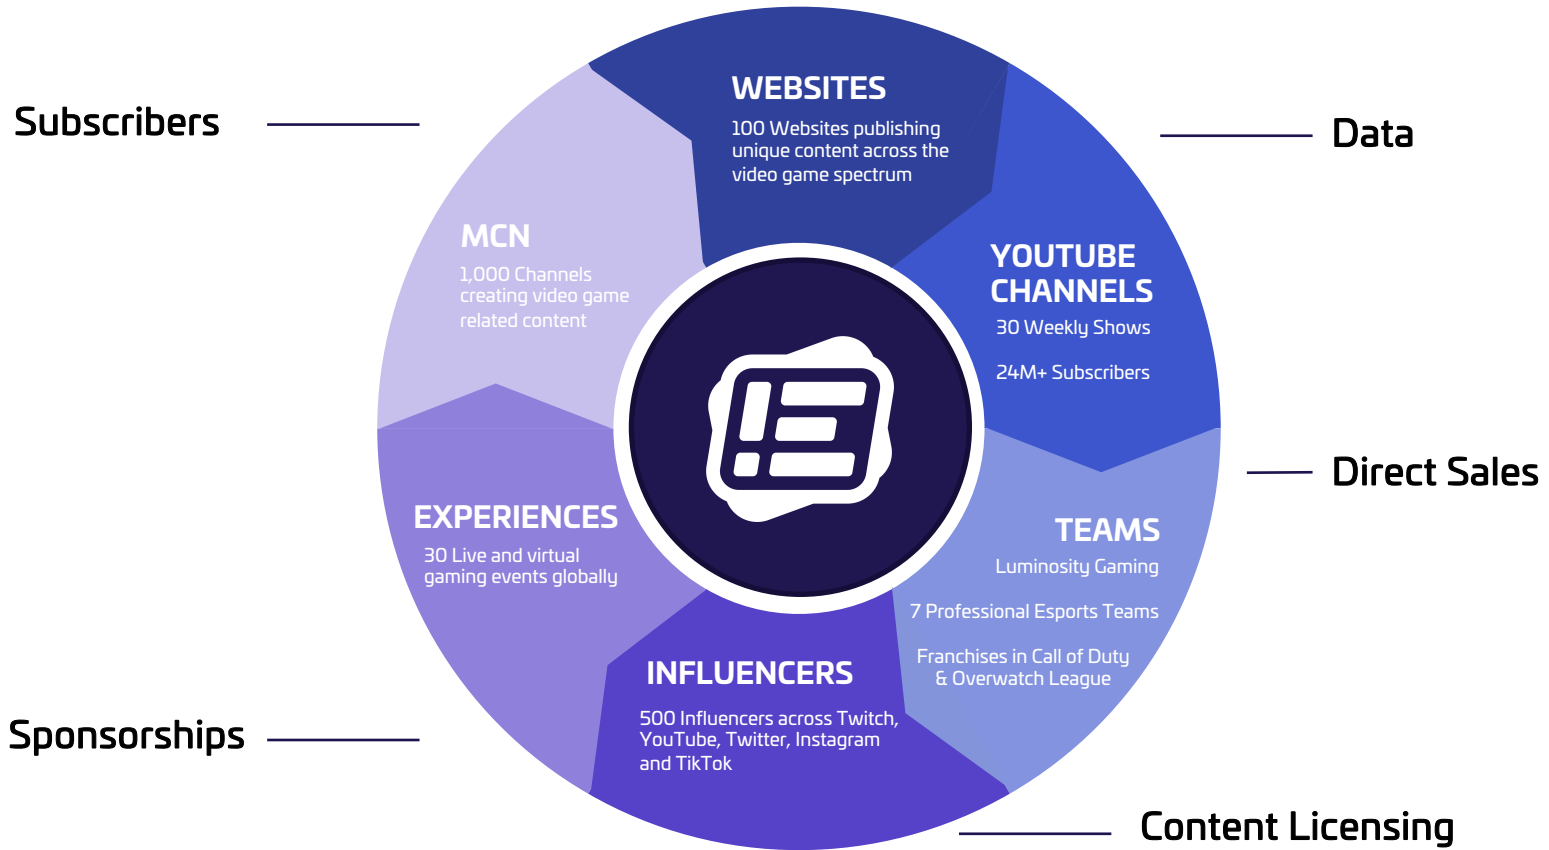 WEBSITES
100 Websites publishing
unique content across the
video game spectrum
Data
YOUTUBE
CHANNELS
30 Weekly Shows
24M+ Subscribers
Direct Sales
TEAMS
Luminosity Gaming
7 Professional Esports Teams
Franchises in Call of Duty
& Overwatch League
Content Licensing
INFLUENCERS
500 Influencers across Twitch,
YouTube, Twitter, Instagram
and TikTok
Sponsorships
EXPERIENCES
30 Live and virtual
gaming events globally
MCN
1,000 Channels
creating video game
related content
Subscribers